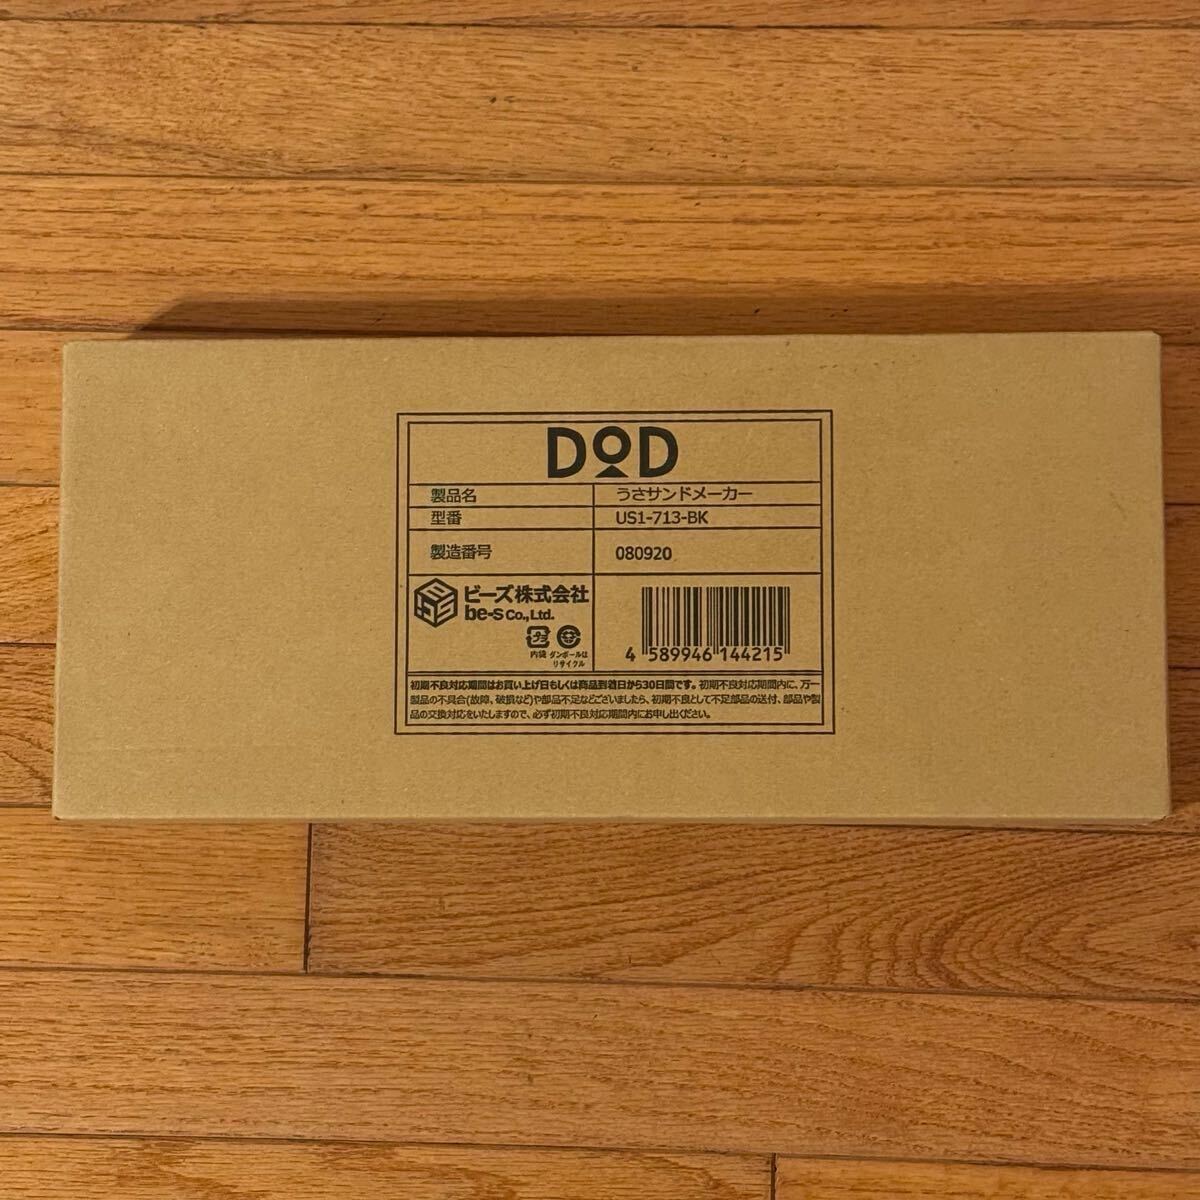 DOD
製品名 うさサンドメーカー
型番 US1-713-BK
製造番号 080920
ビーズ株式会社
be-s Co., Ltd.
プラ
内袋 ダンボールは
リサイクル
4 589946 144215
初期不良対応期間はお買い上げ日もしくは商品到着日から30日間です。初期不良対応期間内に、万一
製品の不具合(故障、破損など)や部品不足などございましたら、初期不良として不足部品の送付、部品や製
品の交換対応をいたしますので、必ず初期不良対応期間内にお申し出ください。